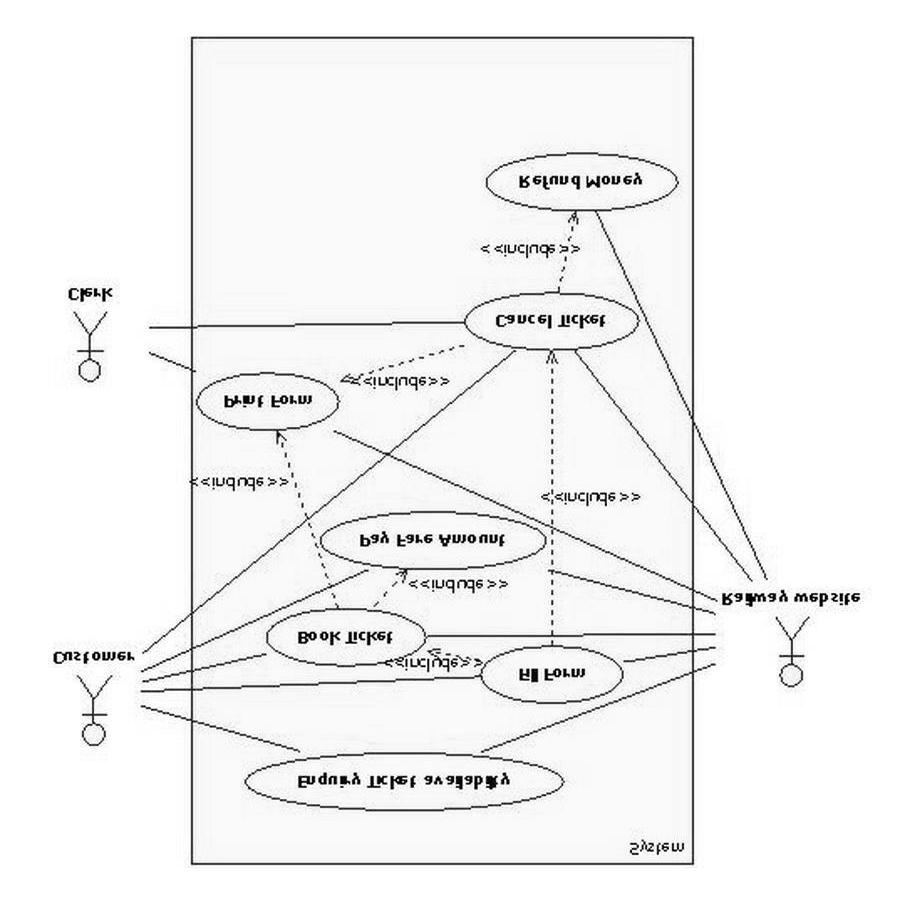 System
Enquiry Ticket availabilty
Fill Form
<<include>>
Customer
Book Ticket
Railway website
<<include>>
Pay Fare Amount
<<include>>
<<include>>
Print Form
<<include>>
Cancel Ticket
Clerk
<<include>>
Refund Money